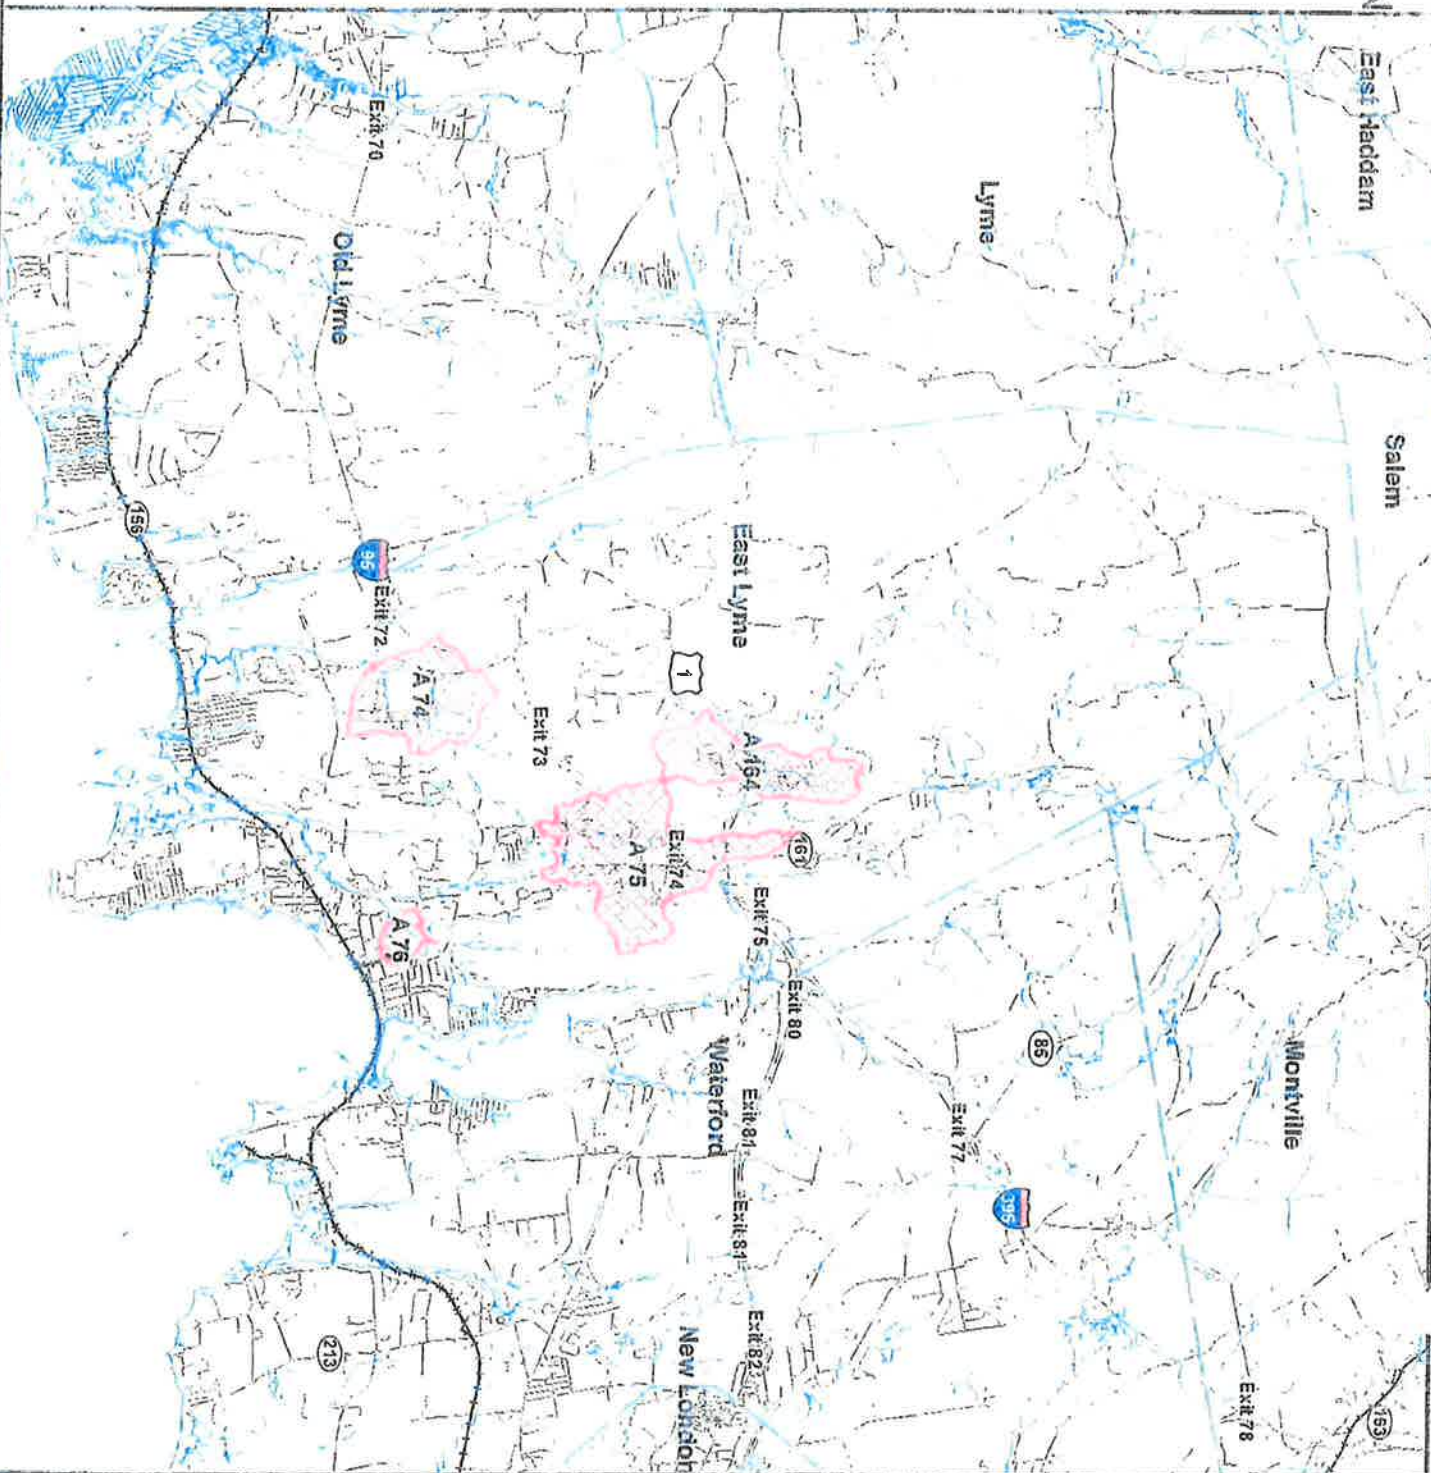 East Haddam
Salem
Lyme
Montville
Exit 70
Old Lyme
156
95
Exit 72
East Lyme
1
A 74
Exit 73
A 164
161
Exit 74
A 75
Exit 75
A 76
Exit 80
85
Waterford
Exit 81
Exit 77
395
Exit 81
Exit 82
New London
213
Exit 78
163